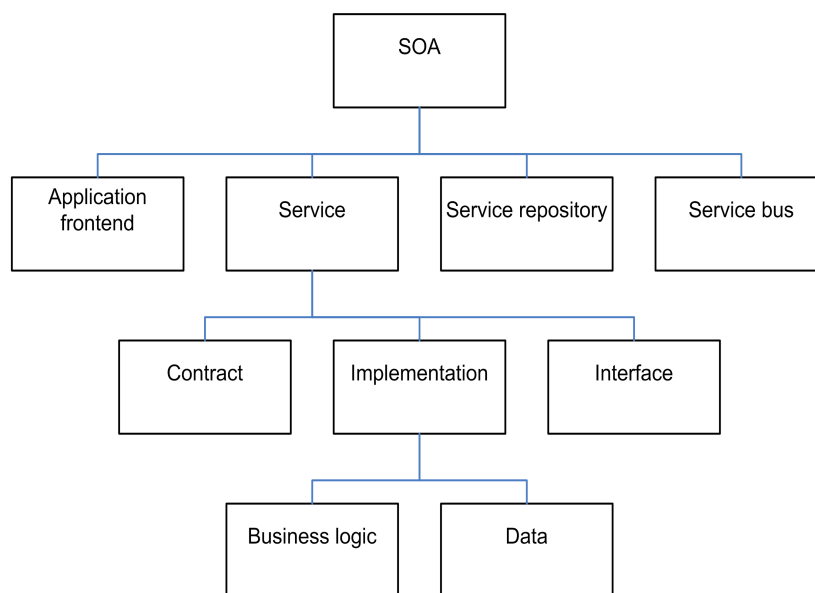 SOA
Application
frontend
Service
Service repository
Service bus
Contract
Implementation
Interface
Business logic
Data